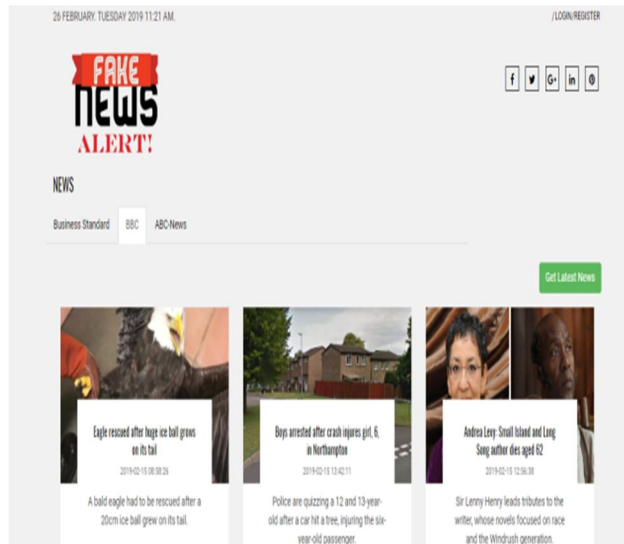 26 FEBRUARY. TUESDAY 2019 11:21 AM.
/LOGIN/REGISTER
FAKE
NEWS
ALERT!
NEWS
Business Standard BBC ABC-News
Get Latest News
Eagle rescued after huge ice ball grows
on its tail
2019-02-15 08:58:26
A bald eagle had to be rescued after a
20cm ice ball grew on its tail.
Boys arrested after crash injures girl, 6,
in Northampton
2019-02-15 13:42:11
Police are quizzing a 12 and 13-year-
old after a car hit a tree, injuring the six-
year-old passenger.
Andrea Levy: Small Island and Long
Song author dies aged 62
2019-02-15 12:56:38
Sir Lenny Henry leads tributes to the
writer, whose novels focused on race
and the Windrush generation.